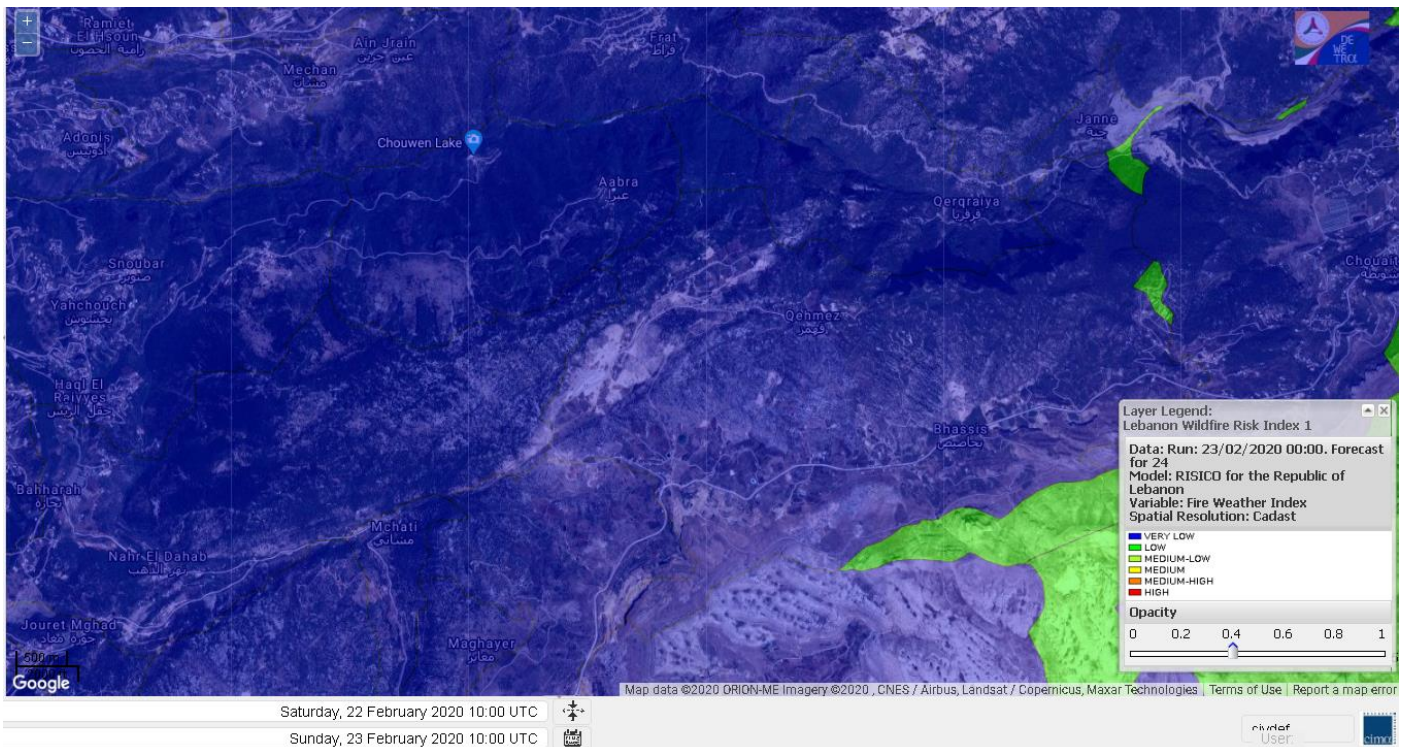 +
−
Ramiet
El Hsoun
رامية الحصون
Ain Jrain
عين جرين
Mechan
مشان
Frat
فراط
DE
WE
TRα
Adonis
أدونيس
Chouwen Lake
Janne
جنة
Aabra
عبرا
Qerqraiya
قرقريا
Snoubar
صنوبر
Yahchouch
يحشوش
Chouait
Qehmez
قهمز
Haql El
Raiyyes
حقل الريس
Bhassis
بحاصيص
Bahharah
بحارة
Mchati
مشاتي
Nahr El Dahab
نهر الدهب
Jouret Mghad
Maghayer
مغاير
500 m
Google
Layer Legend:
Lebanon Wildfire Risk Index 1
Data: Run: 23/02/2020 00:00. Forecast
for 24
Model: RISICO for the Republic of
Lebanon
Variable: Fire Weather Index
Spatial Resolution: Cadast
VERY LOW
LOW
MEDIUM-LOW
MEDIUM
MEDIUM-HIGH
HIGH
Opacity
0 0.2 0.4 0.6 0.8 1
Map data ©2020 ORION-ME Imagery ©2020 , CNES / Airbus, Landsat / Copernicus, Maxar Technologies Terms of Use Report a map error
Saturday, 22 February 2020 10:00 UTC
Sunday, 23 February 2020 10:00 UTC
civdef
User:
cima